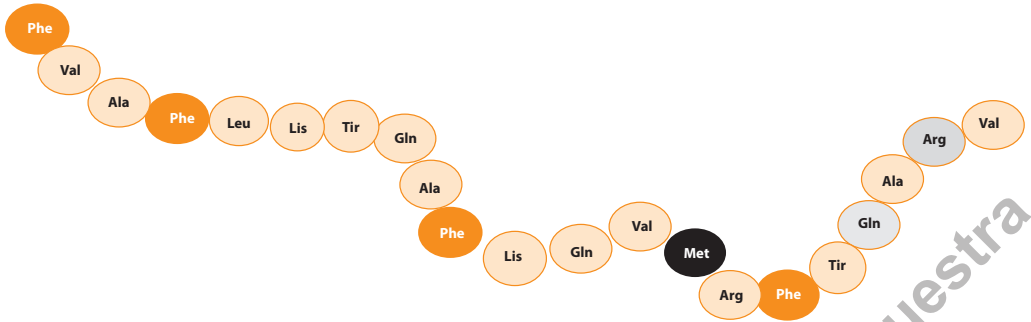 Phe
Val
Ala
Phe
Leu
Lis
Tir
Gln
Ala
Phe
Lis
Gln
Val
Met
Arg
Phe
Tir
Gln
Ala
Arg
Val